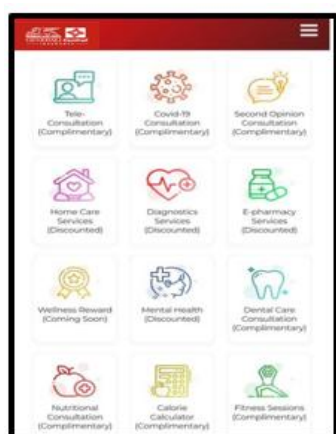 Tele-
Consultation
(Complimentary)
Covid-19
Consultation
(Complimentary)
Second Opinion
Consultation
(Complimentary)
Home Care
Services
(Discounted)
Diagnostics
Services
(Discounted)
E-pharmacy
Services
(Discounted)
Wellness Reward
(Coming Soon)
Mental Health
(Discounted)
Dental Care
Consultation
(Complimentary)
Nutritional
Consultation
(Complimentary)
Calorie
Calculator
(Complimentary)
Fitness Sessions
(Complimentary)